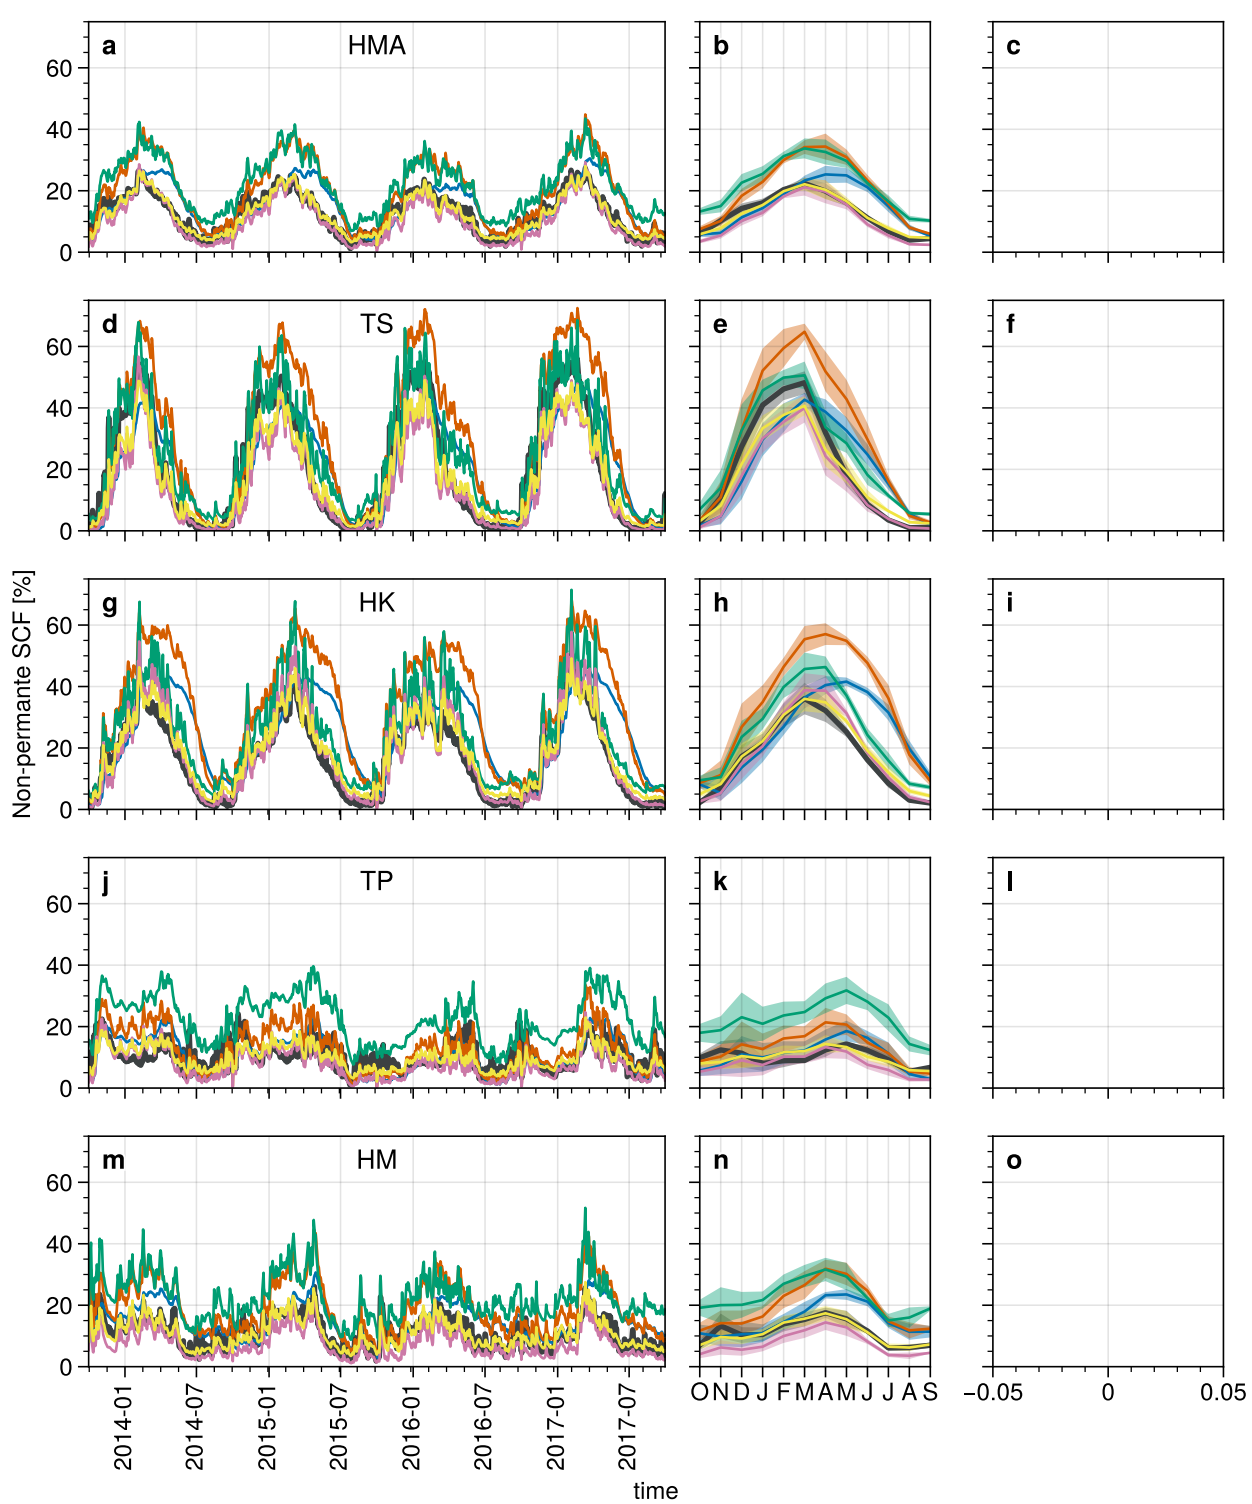 a HMA b c
60
40
20
0
d TS e f
60
40
20
0
Non-permante SCF [%]
g HK h i
60
40
20
0
j TP k l
60
40
20
0
m HM n o
60
40
20
0
2014-01 2014-07 2015-01 2015-07 2016-01 2016-07 2017-01 2017-07
O N D J F M A M J J A S
−0.05 0 0.05
time